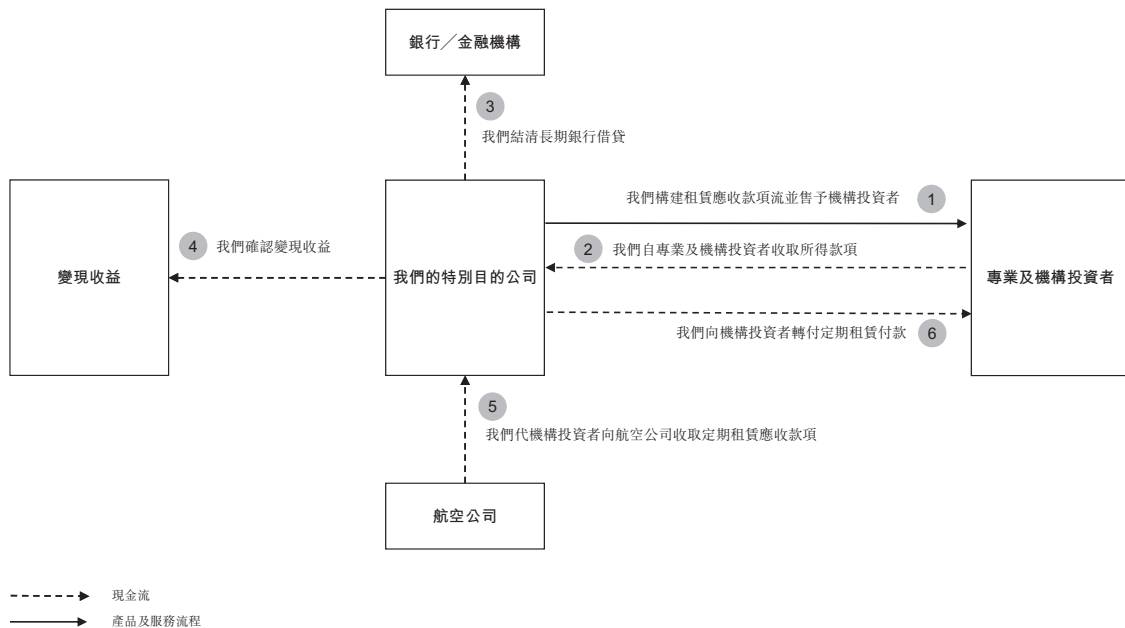 銀行／金融機構
3
我們結清長期銀行借貸
我們構建租賃應收款項流並售予機構投資者
1
4
我們確認變現收益
2
我們自專業及機構投資者收取所得款項
變現收益
我們的特別目的公司
專業及機構投資者
我們向機構投資者轉付定期租賃付款
6
5
我們代機構投資者向航空公司收取定期租賃應收款項
航空公司
現金流
產品及服務流程